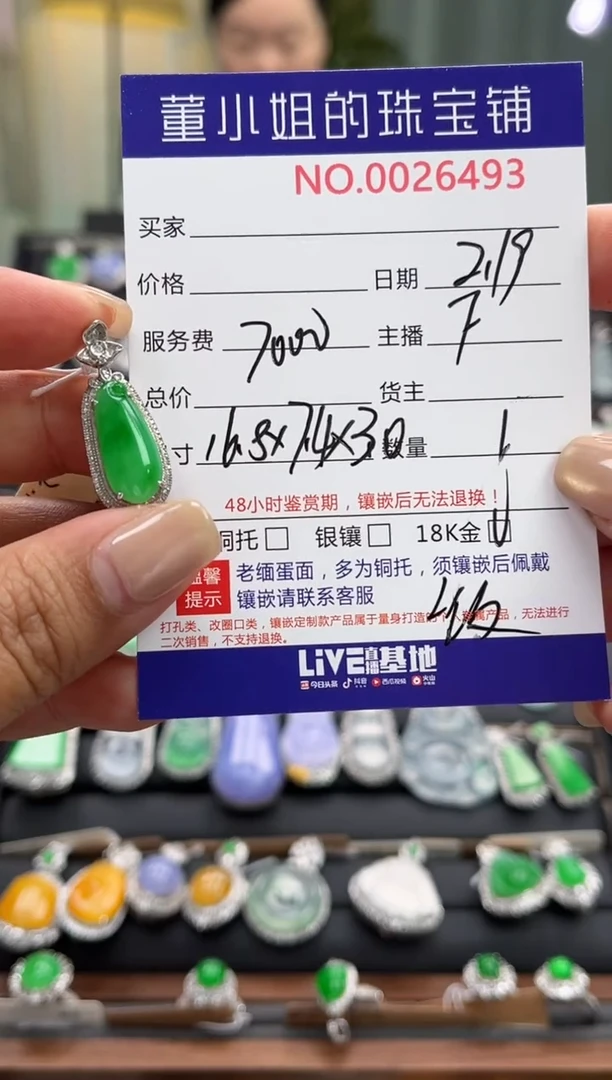 董小姐的珠宝铺
NO.0026493
买家
价格 日期 2.19
服务费 7000 主播 7
总价 货主
寸 16.8x7.4x3.0 数量 1
48小时鉴赏期，镶嵌后无法退换！
铜托 银镶 18K金
温馨提示 老缅蛋面，多为铜托，须镶嵌后佩戴
镶嵌请联系客服
打孔类、改圈口类，镶嵌定制款产品属于量身打造的个人专属产品，无法进行
二次销售，不支持退换。
LiVE直播基地
今日头条 抖音 西瓜视频 火山